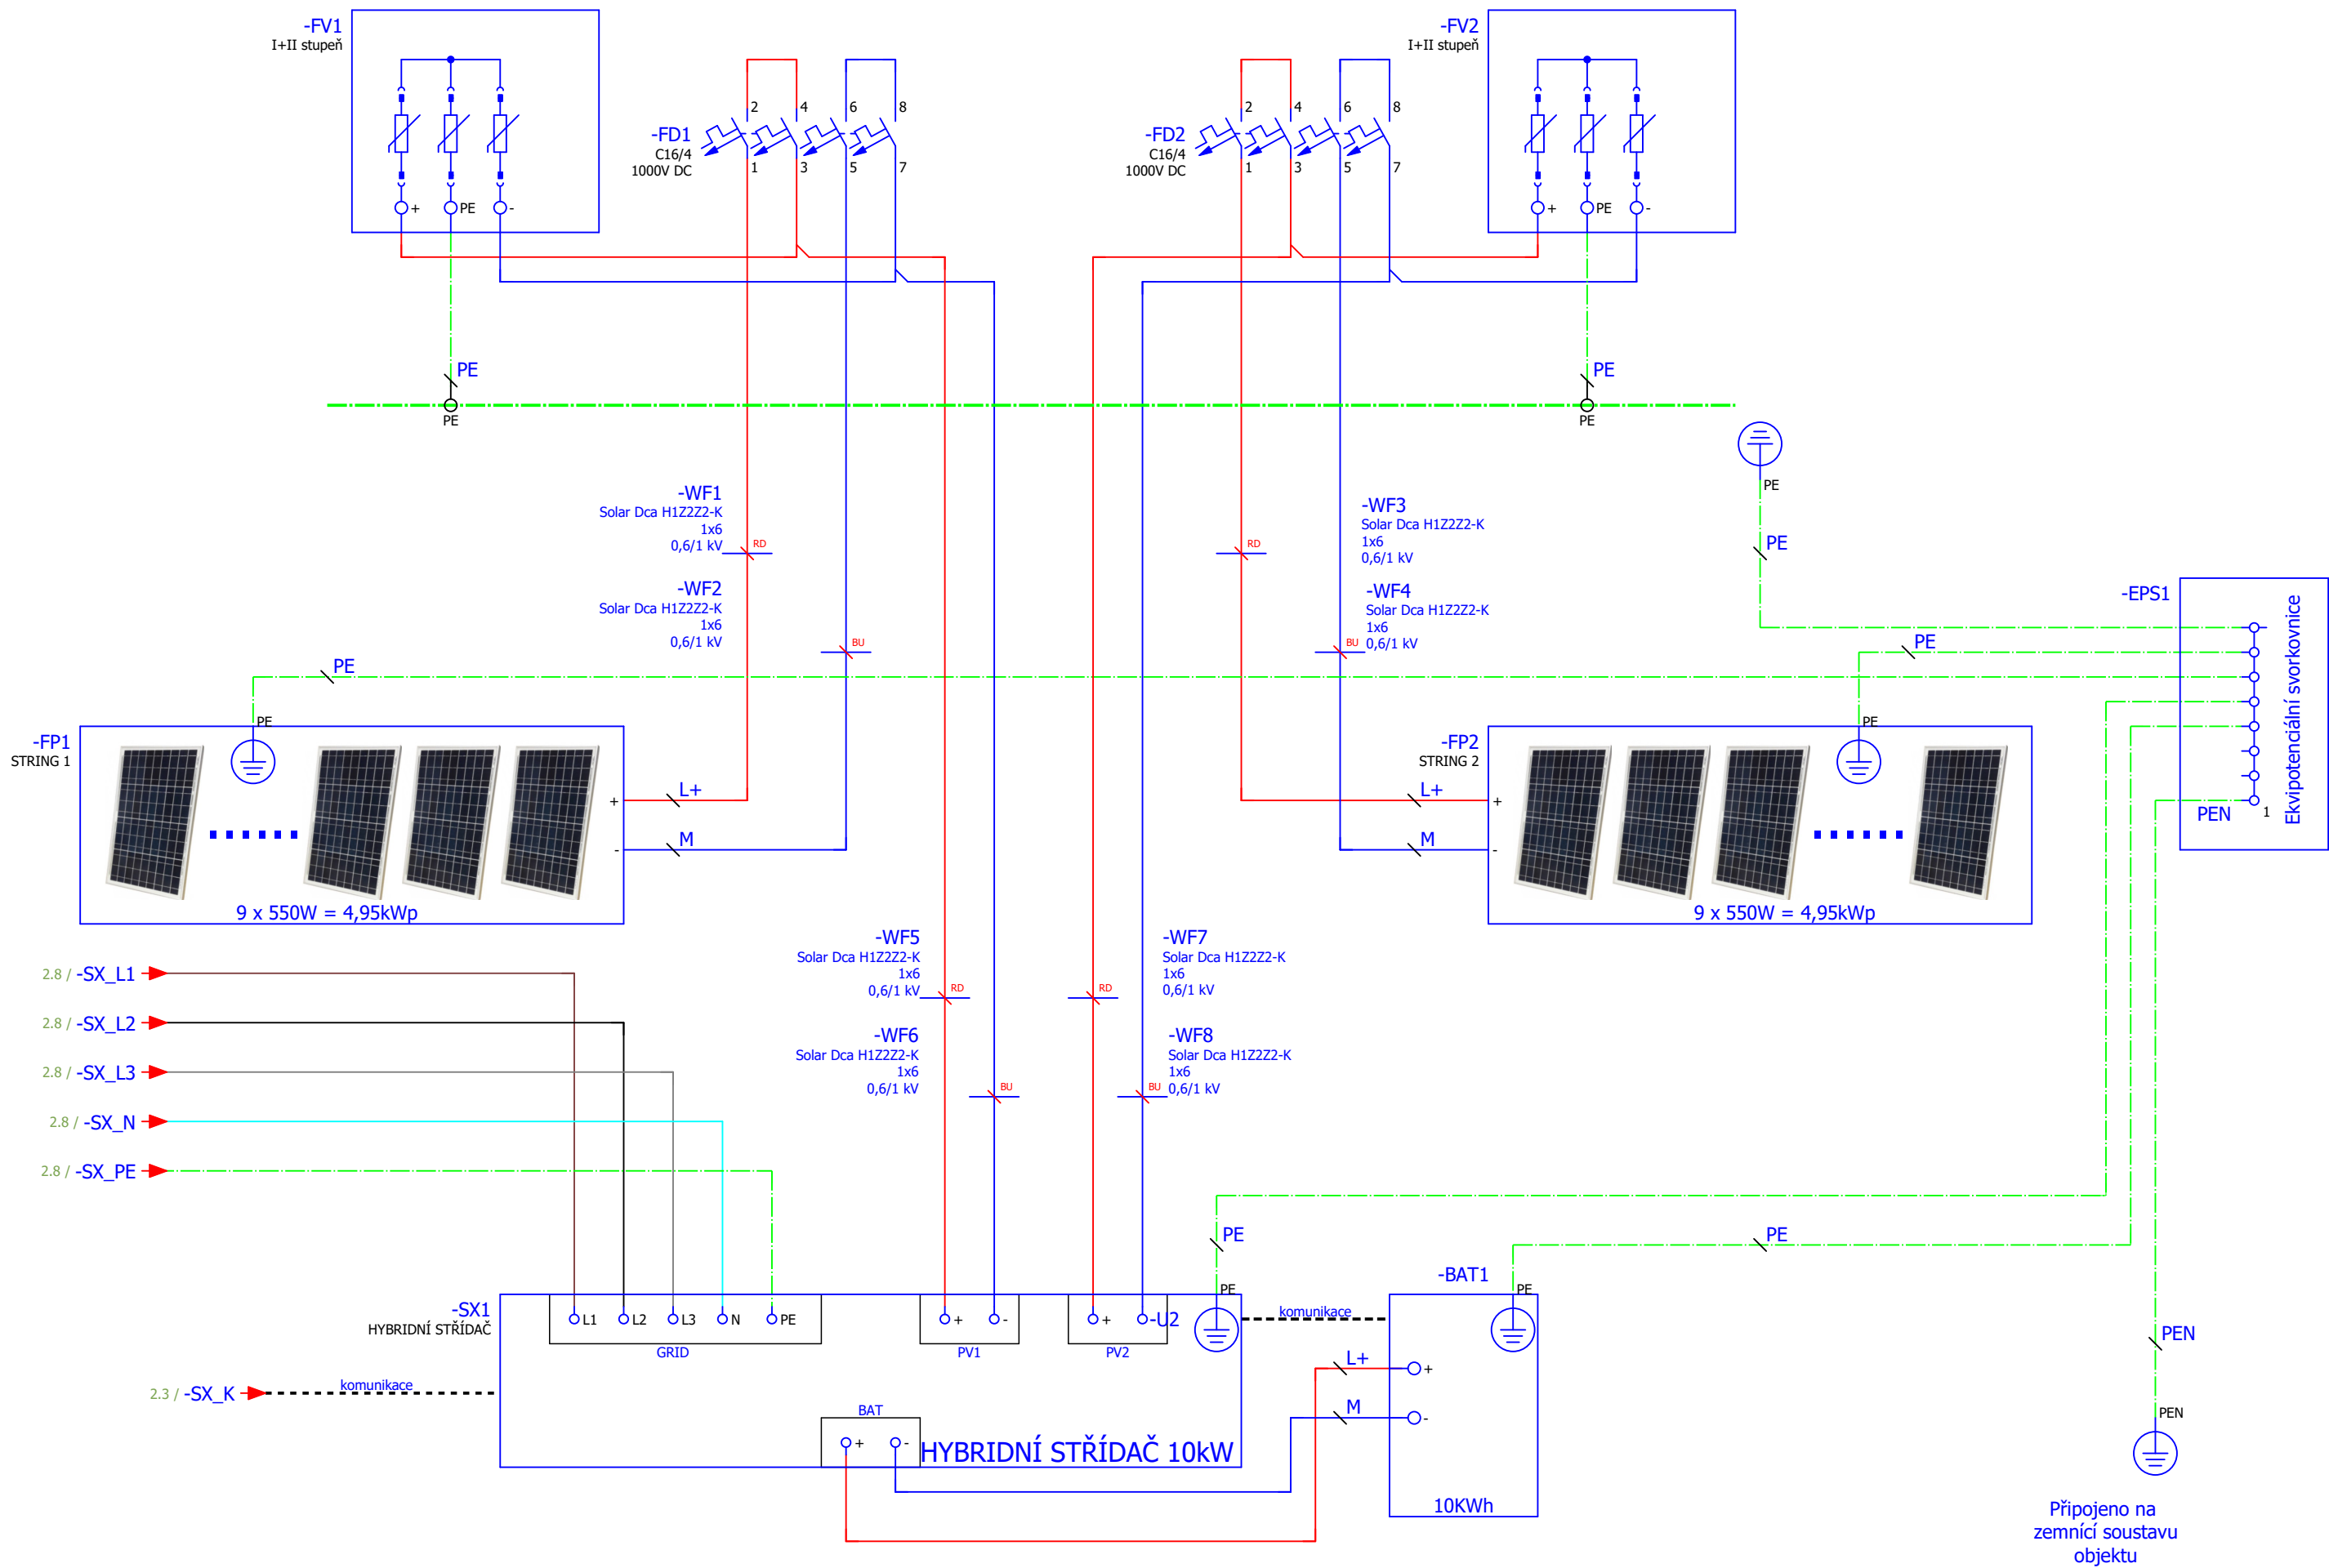 -FV1
I+II stupeň
+
PE
-
-FD1
C16/4
1000V DC
2
4
6
8
1
3
5
7
-FD2
C16/4
1000V DC
2
4
6
8
1
3
5
7
-FV2
I+II stupeň
+
PE
-
PE
PE
PE
PE
PE
PE
-WF1
Solar Dca H1Z2Z2-K
1x6
0,6/1 kV
RD
-WF2
Solar Dca H1Z2Z2-K
1x6
0,6/1 kV
BU
RD
-WF3
Solar Dca H1Z2Z2-K
1x6
0,6/1 kV
-WF4
Solar Dca H1Z2Z2-K
1x6
BU 0,6/1 kV
-EPS1
Ekvipotenciální svorkovnice
PEN
1
PE
PE
PE
PE
-FP1
STRING 1
+
-
L+
M
9 x 550W = 4,95kWp
-FP2
STRING 2
L+
M
+
-
9 x 550W = 4,95kWp
2.8 / -SX_L1
2.8 / -SX_L2
2.8 / -SX_L3
2.8 / -SX_N
2.8 / -SX_PE
-WF5
Solar Dca H1Z2Z2-K
1x6
0,6/1 kV
RD
-WF6
Solar Dca H1Z2Z2-K
1x6
0,6/1 kV
BU
RD
-WF7
Solar Dca H1Z2Z2-K
1x6
0,6/1 kV
-WF8
Solar Dca H1Z2Z2-K
1x6
BU 0,6/1 kV
PE
PE
PE
PE
-SX1
HYBRIDNÍ STŘÍDAČ
L1
L2
L3
N
PE
GRID
+
-
PV1
+
-U2
PV2
komunikace
-BAT1
L+
M
+
-
10KWh
2.3 / -SX_K
komunikace
BAT
+
-
HYBRIDNÍ STŘÍDAČ 10kW
PEN
PEN
Připojeno na
zemnící soustavu
objektu